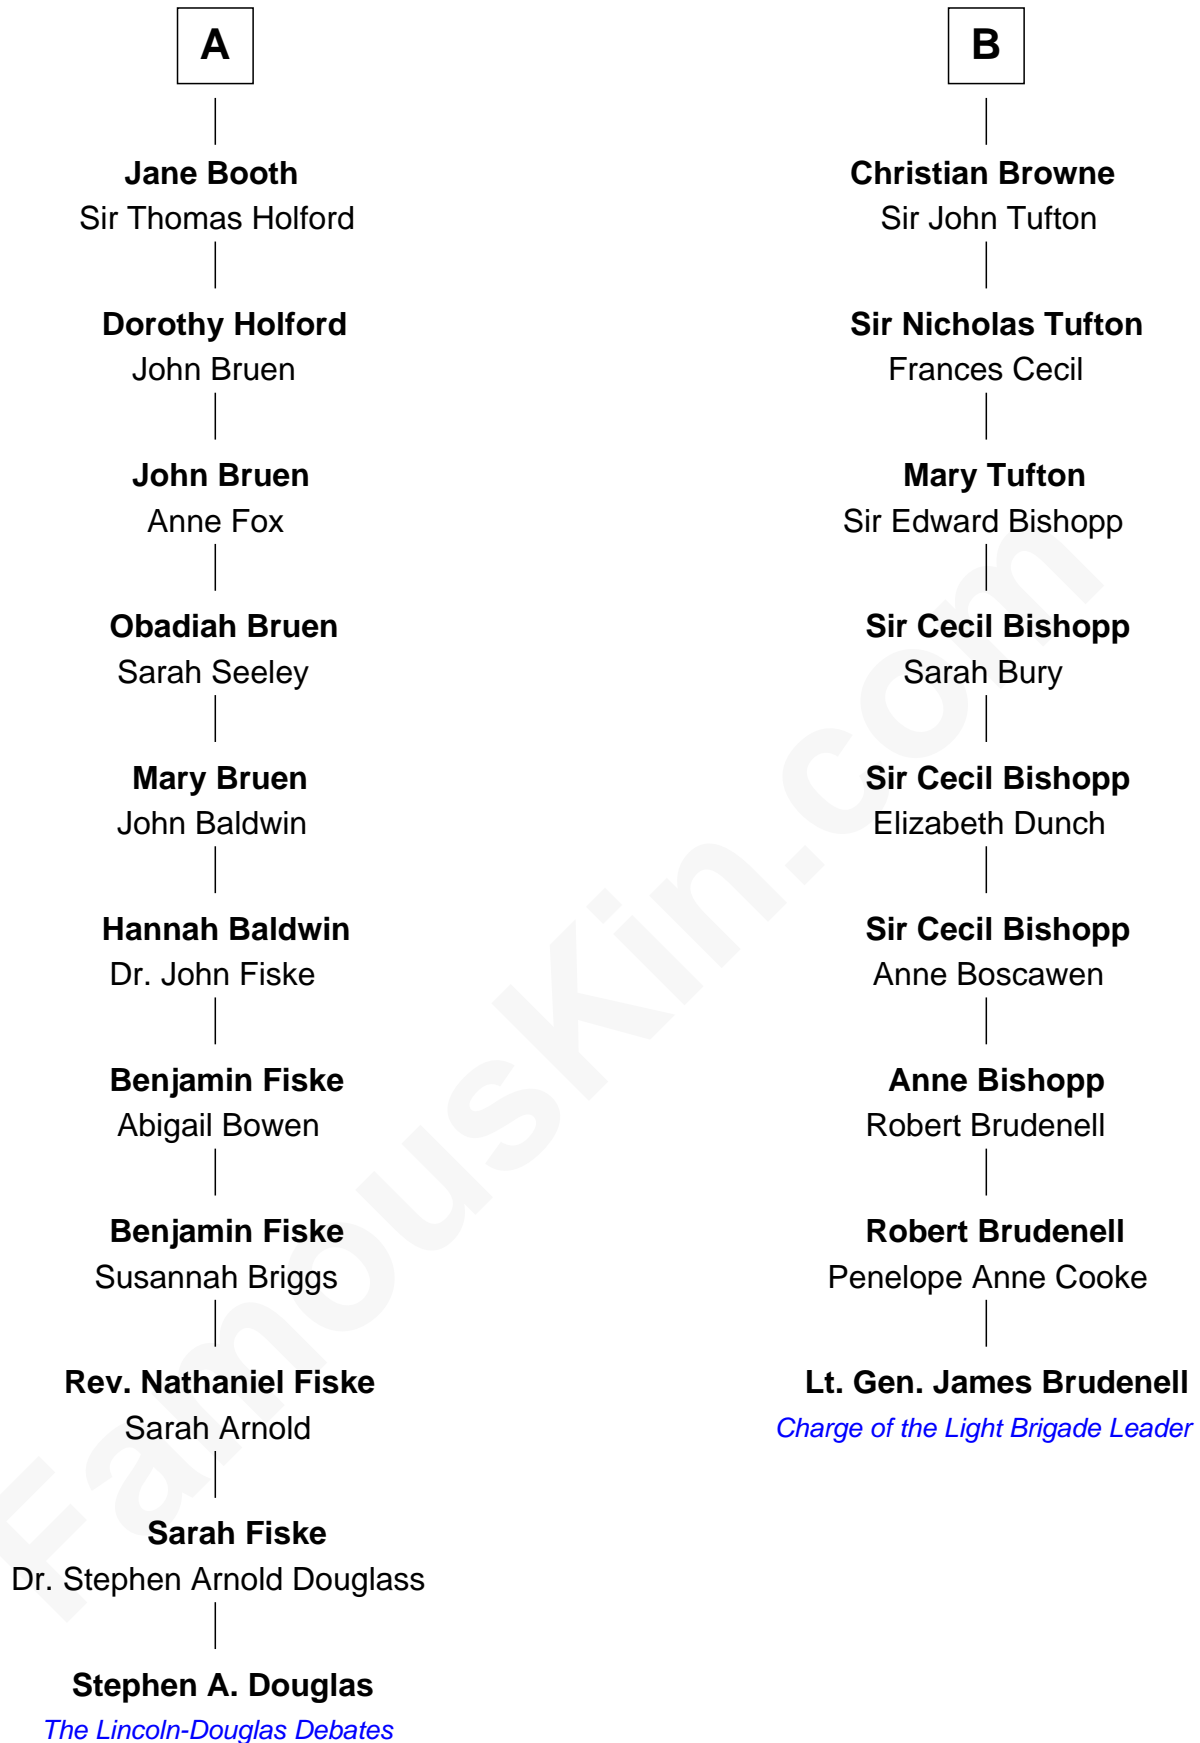 A
Jane Booth
Sir Thomas Holford
Dorothy Holford
John Bruen
John Bruen
Anne Fox
Obadiah Bruen
Sarah Seeley
Mary Bruen
John Baldwin
Hannah Baldwin
Dr. John Fiske
Benjamin Fiske
Abigail Bowen
Benjamin Fiske
Susannah Briggs
Rev. Nathaniel Fiske
Sarah Arnold
Sarah Fiske
Dr. Stephen Arnold Douglass
Stephen A. Douglas
The Lincoln-Douglas Debates
B
Christian Browne
Sir John Tufton
Sir Nicholas Tufton
Frances Cecil
Mary Tufton
Sir Edward Bishopp
Sir Cecil Bishopp
Sarah Bury
Sir Cecil Bishopp
Elizabeth Dunch
Sir Cecil Bishopp
Anne Boscawen
Anne Bishopp
Robert Brudenell
Robert Brudenell
Penelope Anne Cooke
Lt. Gen. James Brudenell
Charge of the Light Brigade Leader
FamousKin.com